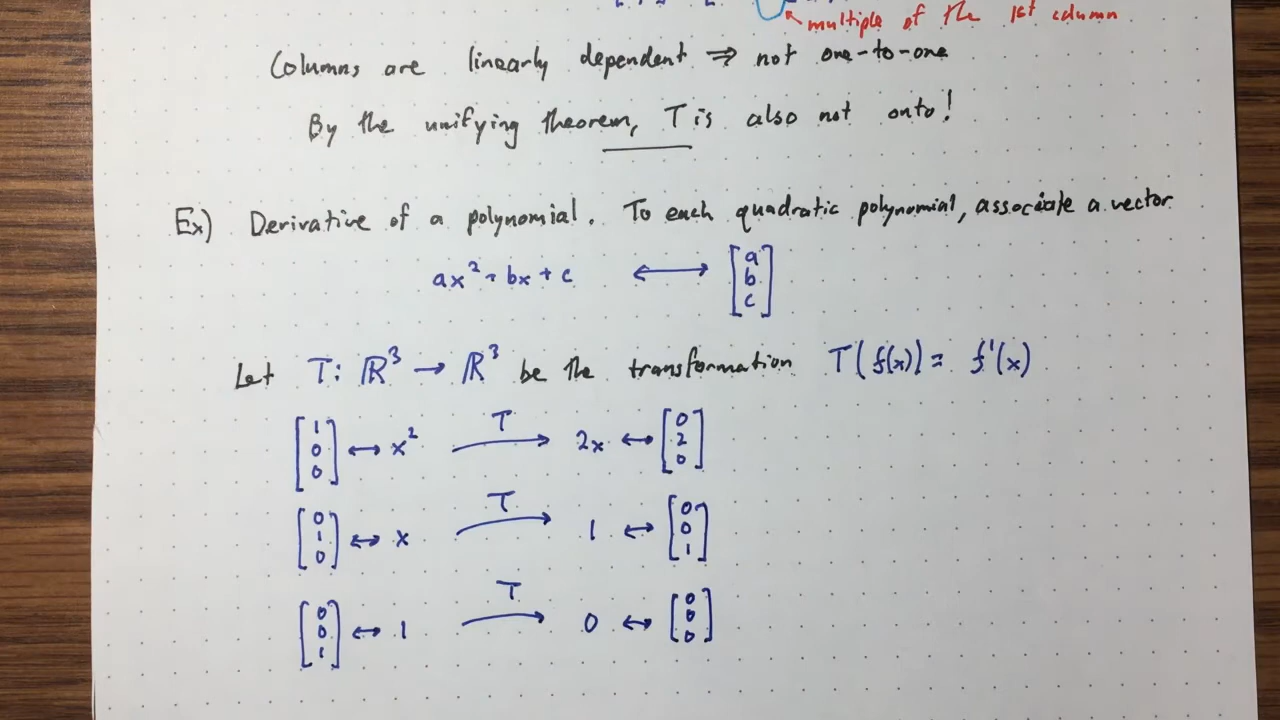 multiple of the 1st column
Columns are linearly dependent ⇒ not one-to-one
By the unifying theorem, T is also not onto!
Ex) Derivative of a polynomial. To each quadratic polynomial, associate a vector
ax² + bx + c ⟷ [a b c]
Let T: ℝ³ → ℝ³ be the transformation T(f(x)) = f'(x)
[1 0 0] ↔ x² T→ 2x ↔ [0 2 0]
[0 1 0] ↔ x T→ 1 ↔ [0 0 1]
[0 0 1] ↔ 1 T→ 0 ↔ [0 0 0]